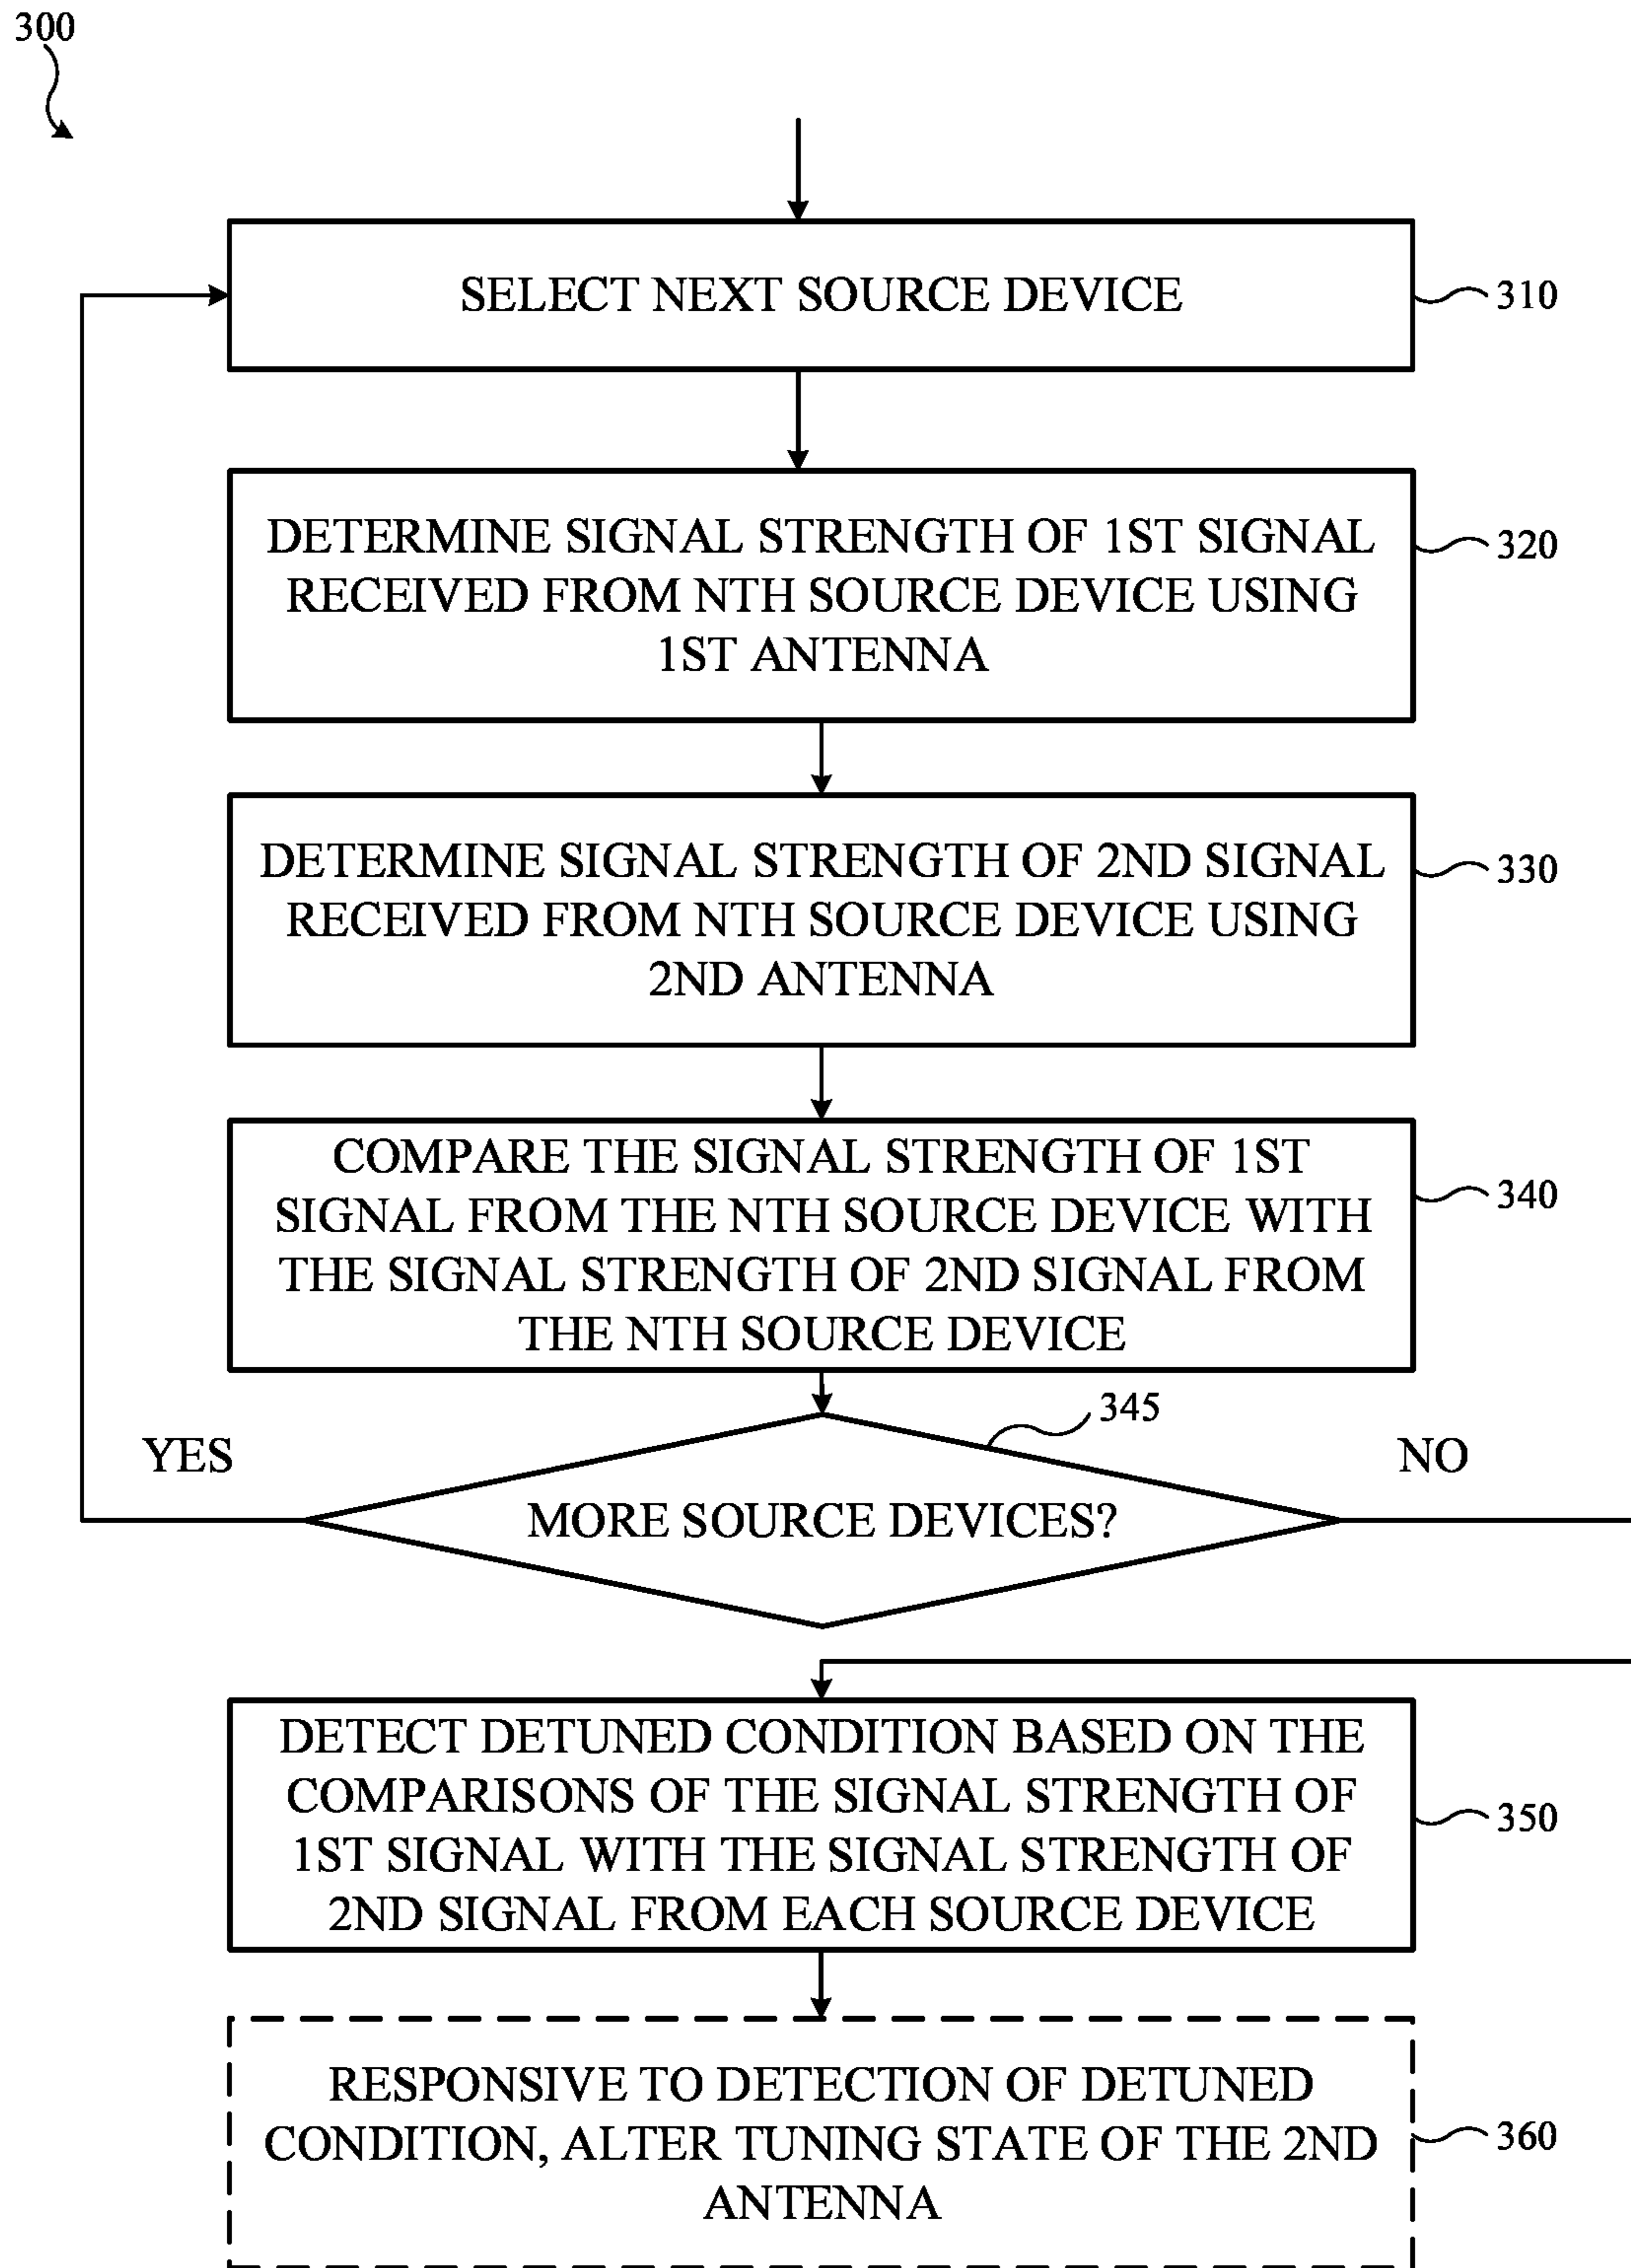 300
SELECT NEXT SOURCE DEVICE
310
DETERMINE SIGNAL STRENGTH OF 1ST SIGNAL
RECEIVED FROM NTH SOURCE DEVICE USING
1ST ANTENNA
320
DETERMINE SIGNAL STRENGTH OF 2ND SIGNAL
RECEIVED FROM NTH SOURCE DEVICE USING
2ND ANTENNA
330
COMPARE THE SIGNAL STRENGTH OF 1ST
SIGNAL FROM THE NTH SOURCE DEVICE WITH
THE SIGNAL STRENGTH OF 2ND SIGNAL FROM
THE NTH SOURCE DEVICE
340
345
YES
NO
MORE SOURCE DEVICES?
DETECT DETUNED CONDITION BASED ON THE
COMPARISONS OF THE SIGNAL STRENGTH OF
1ST SIGNAL WITH THE SIGNAL STRENGTH OF
2ND SIGNAL FROM EACH SOURCE DEVICE
350
RESPONSIVE TO DETECTION OF DETUNED
CONDITION, ALTER TUNING STATE OF THE 2ND
ANTENNA
360